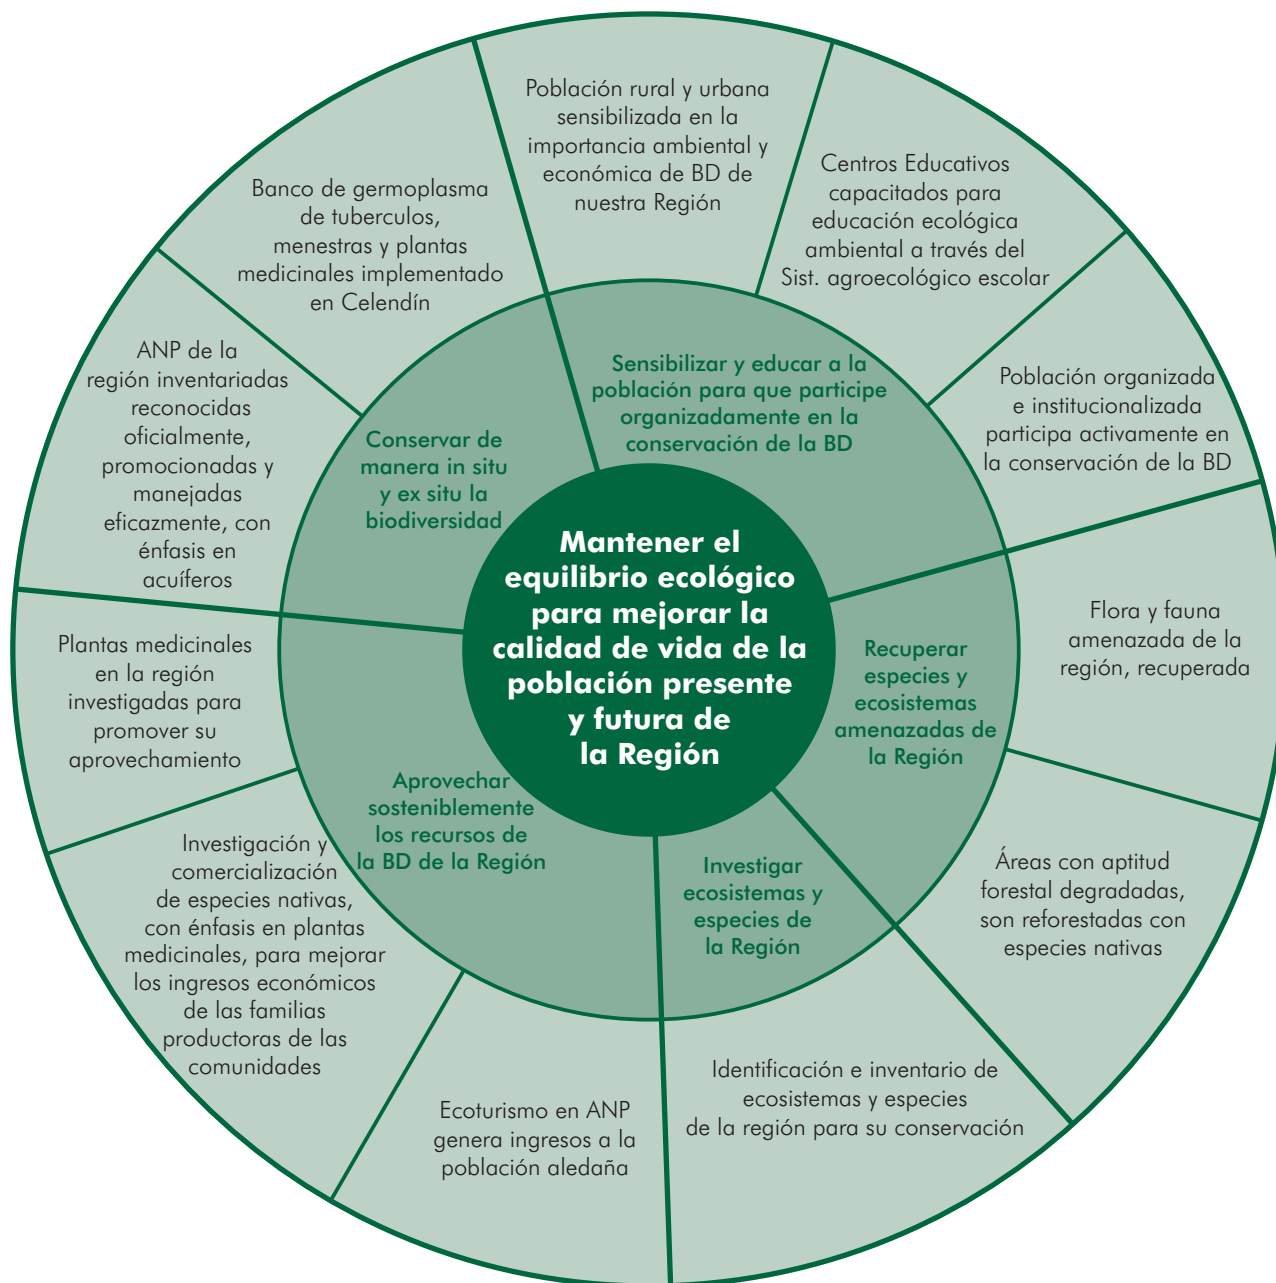 Población rural y urbana
sensibilizada en la
importancia ambiental y
económica de BD de
nuestra Región
Centros Educativos
capacitados para
educación ecológica
ambiental a través del
Sist. agroecológico escolar
Población organizada
e institucionalizada
participa activamente en
la conservación de la BD
Flora y fauna
amenazada de la
región, recuperada
Áreas con aptitud
forestal degradadas,
son reforestadas con
especies nativas
Identificación e inventario de
ecosistemas y especies
de la región para su conservación
Ecoturismo en ANP
genera ingresos a la
población aledaña
Investigación y
comercialización
de especies nativas,
con énfasis en plantas
medicinales, para mejorar
los ingresos económicos
de las familias
productoras de las
comunidades
Plantas medicinales
en la región
investigadas para
promover su
aprovechamiento
ANP de la
región inventariadas
reconocidas
oficialmente,
promocionadas y
manejadas
eficazmente, con
énfasis en
acuíferos
Banco de germoplasma
de tuberculos,
menestras y plantas
medicinales implementado
en Celendín
Sensibilizar y educar a la
población para que participe
organizadamente en la
conservación de la BD
Recuperar
especies y
ecosistemas
amenazadas de
la Región
Investigar
ecosistemas y
especies de
la Región
Aprovechar
sosteniblemente
los recursos de
la BD de la Región
Conservar de
manera in situ
y ex situ la
biodiversidad
Mantener el
equilibrio ecológico
para mejorar la
calidad de vida de la
población presente
y futura de
la Región